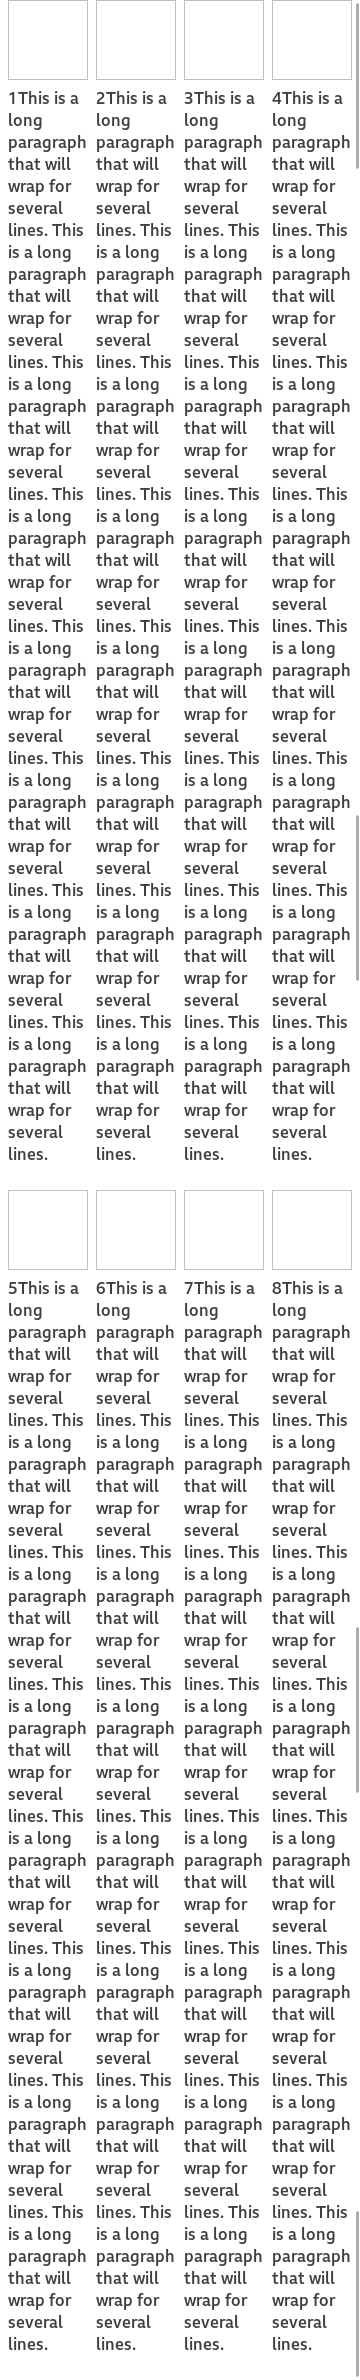 1This is a
long
paragraph
that will
wrap for
several
lines. This
is a long
paragraph
that will
wrap for
several
lines. This
is a long
paragraph
that will
wrap for
several
lines. This
is a long
paragraph
that will
wrap for
several
lines. This
is a long
paragraph
that will
wrap for
several
lines. This
is a long
paragraph
that will
wrap for
several
lines. This
is a long
paragraph
that will
wrap for
several
lines. This
is a long
paragraph
that will
wrap for
several
lines.
2This is a
long
paragraph
that will
wrap for
several
lines. This
is a long
paragraph
that will
wrap for
several
lines. This
is a long
paragraph
that will
wrap for
several
lines. This
is a long
paragraph
that will
wrap for
several
lines. This
is a long
paragraph
that will
wrap for
several
lines. This
is a long
paragraph
that will
wrap for
several
lines. This
is a long
paragraph
that will
wrap for
several
lines. This
is a long
paragraph
that will
wrap for
several
lines.
3This is a
long
paragraph
that will
wrap for
several
lines. This
is a long
paragraph
that will
wrap for
several
lines. This
is a long
paragraph
that will
wrap for
several
lines. This
is a long
paragraph
that will
wrap for
several
lines. This
is a long
paragraph
that will
wrap for
several
lines. This
is a long
paragraph
that will
wrap for
several
lines. This
is a long
paragraph
that will
wrap for
several
lines. This
is a long
paragraph
that will
wrap for
several
lines.
4This is a
long
paragraph
that will
wrap for
several
lines. This
is a long
paragraph
that will
wrap for
several
lines. This
is a long
paragraph
that will
wrap for
several
lines. This
is a long
paragraph
that will
wrap for
several
lines. This
is a long
paragraph
that will
wrap for
several
lines. This
is a long
paragraph
that will
wrap for
several
lines. This
is a long
paragraph
that will
wrap for
several
lines. This
is a long
paragraph
that will
wrap for
several
lines.
5This is a
long
paragraph
that will
wrap for
several
lines. This
is a long
paragraph
that will
wrap for
several
lines. This
is a long
paragraph
that will
wrap for
several
lines. This
is a long
paragraph
that will
wrap for
several
lines. This
is a long
paragraph
that will
wrap for
several
lines. This
is a long
paragraph
that will
wrap for
several
lines. This
is a long
paragraph
that will
wrap for
several
lines. This
is a long
paragraph
that will
wrap for
several
lines.
6This is a
long
paragraph
that will
wrap for
several
lines. This
is a long
paragraph
that will
wrap for
several
lines. This
is a long
paragraph
that will
wrap for
several
lines. This
is a long
paragraph
that will
wrap for
several
lines. This
is a long
paragraph
that will
wrap for
several
lines. This
is a long
paragraph
that will
wrap for
several
lines. This
is a long
paragraph
that will
wrap for
several
lines. This
is a long
paragraph
that will
wrap for
several
lines.
7This is a
long
paragraph
that will
wrap for
several
lines. This
is a long
paragraph
that will
wrap for
several
lines. This
is a long
paragraph
that will
wrap for
several
lines. This
is a long
paragraph
that will
wrap for
several
lines. This
is a long
paragraph
that will
wrap for
several
lines. This
is a long
paragraph
that will
wrap for
several
lines. This
is a long
paragraph
that will
wrap for
several
lines. This
is a long
paragraph
that will
wrap for
several
lines.
8This is a
long
paragraph
that will
wrap for
several
lines. This
is a long
paragraph
that will
wrap for
several
lines. This
is a long
paragraph
that will
wrap for
several
lines. This
is a long
paragraph
that will
wrap for
several
lines. This
is a long
paragraph
that will
wrap for
several
lines. This
is a long
paragraph
that will
wrap for
several
lines. This
is a long
paragraph
that will
wrap for
several
lines. This
is a long
paragraph
that will
wrap for
several
lines.